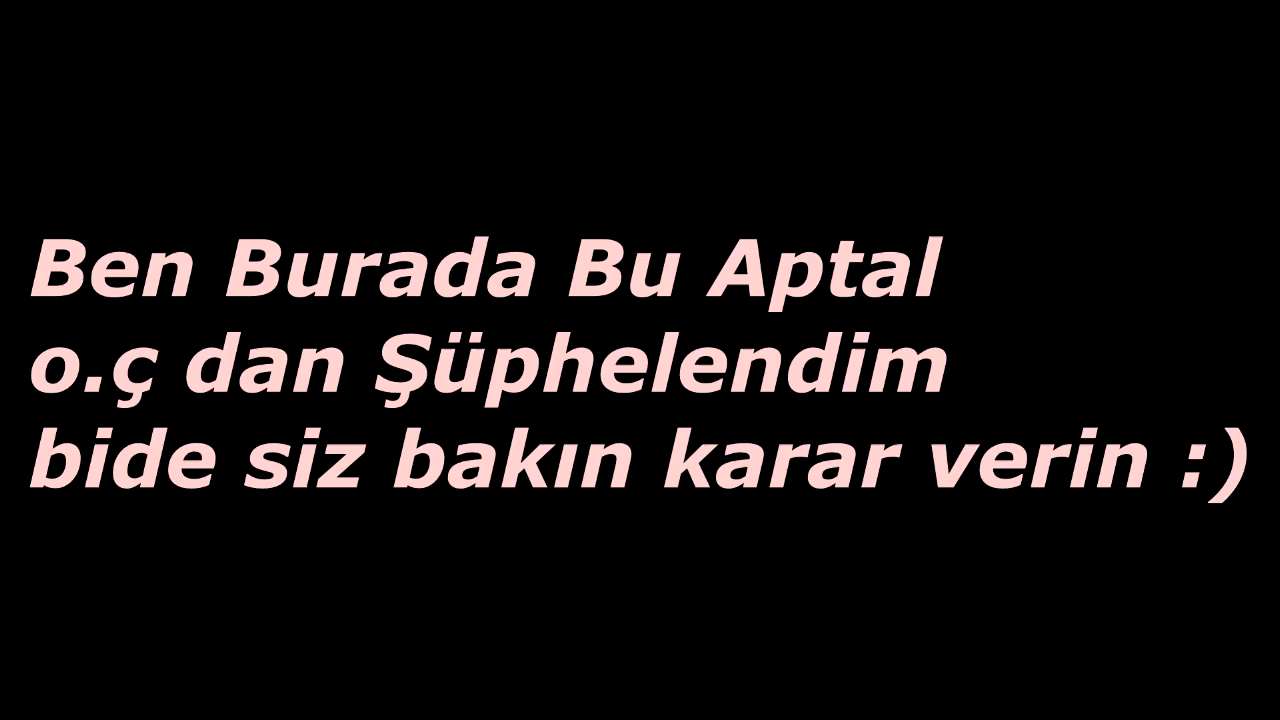 Ben Burada Bu Aptal
o.ç dan Şüphelendim
bide siz bakın karar verin :)